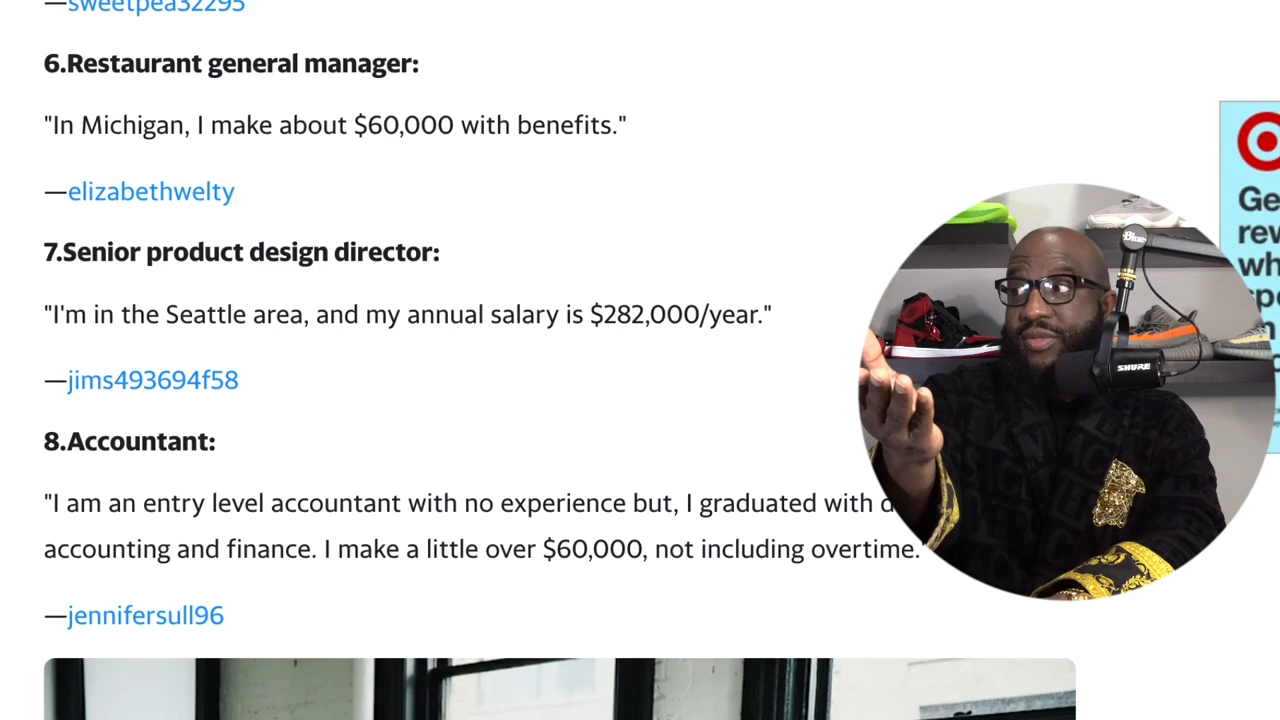 —sweetpea32295
6.Restaurant general manager:
"In Michigan, I make about $60,000 with benefits."
—elizabethwelty
7.Senior product design director:
"I'm in the Seattle area, and my annual salary is $282,000/year."
—jims493694f58
8.Accountant:
"I am an entry level accountant with no experience but, I graduated with
accounting and finance. I make a little over $60,000, not including overtime."
—jennifersull96
Blue
SHURE